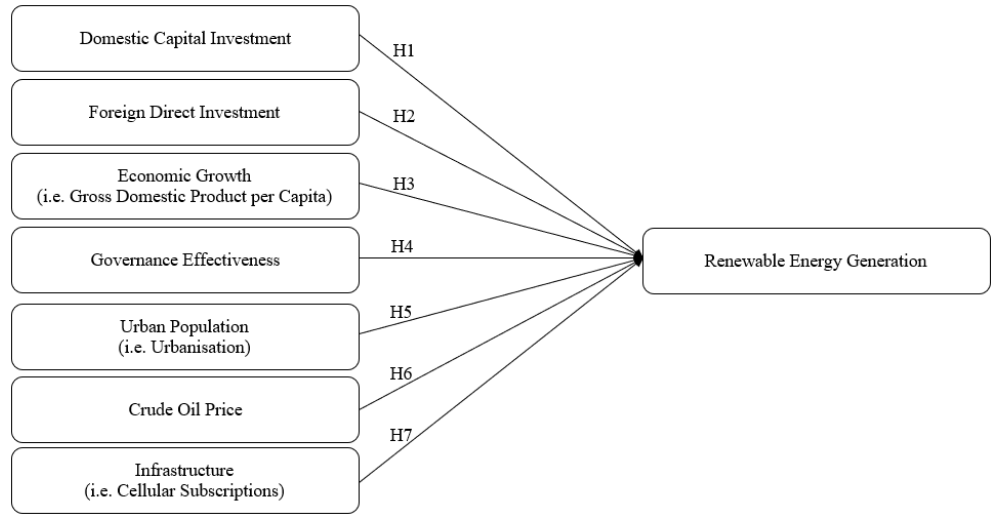 Domestic Capital Investment
H1
Foreign Direct Investment
H2
Economic Growth
(i.e. Gross Domestic Product per Capita)
H3
Governance Effectiveness
H4
Renewable Energy Generation
Urban Population
(i.e. Urbanisation)
H5
Crude Oil Price
H6
Infrastructure
(i.e. Cellular Subscriptions)
H7